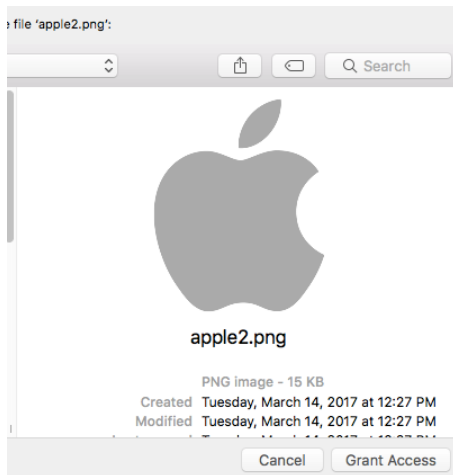 file 'apple2.png':
Search
apple2.png
PNG image - 15 KB
Created Tuesday, March 14, 2017 at 12:27 PM
Modified Tuesday, March 14, 2017 at 12:27 PM
Cancel
Grant Access